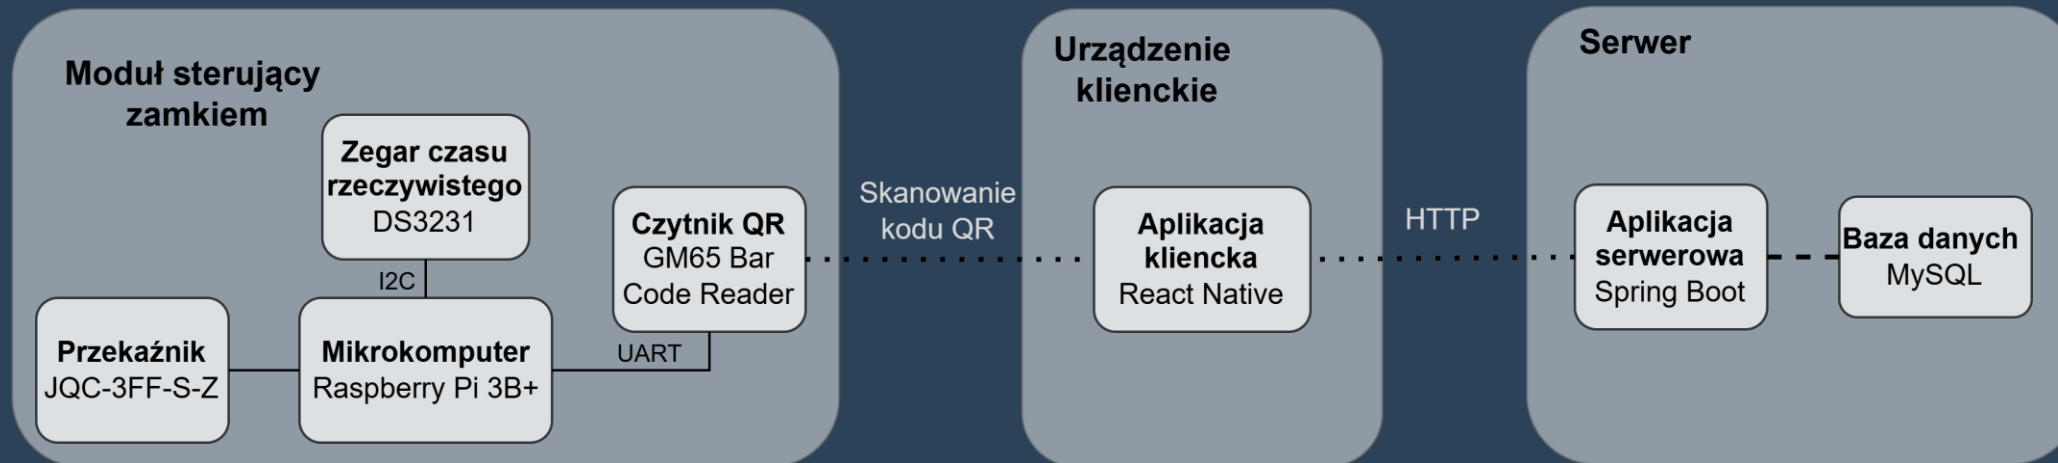 Moduł sterujący
zamkiem
Zegar czasu
rzeczywistego
DS3231
I2C
Przekaźnik
JQC-3FF-S-Z
Mikrokomputer
Raspberry Pi 3B+
UART
Czytnik QR
GM65 Bar
Code Reader
Skanowanie
kodu QR
Urządzenie
klienckie
Aplikacja
kliencka
React Native
HTTP
Serwer
Aplikacja
serwerowa
Spring Boot
Baza danych
MySQL